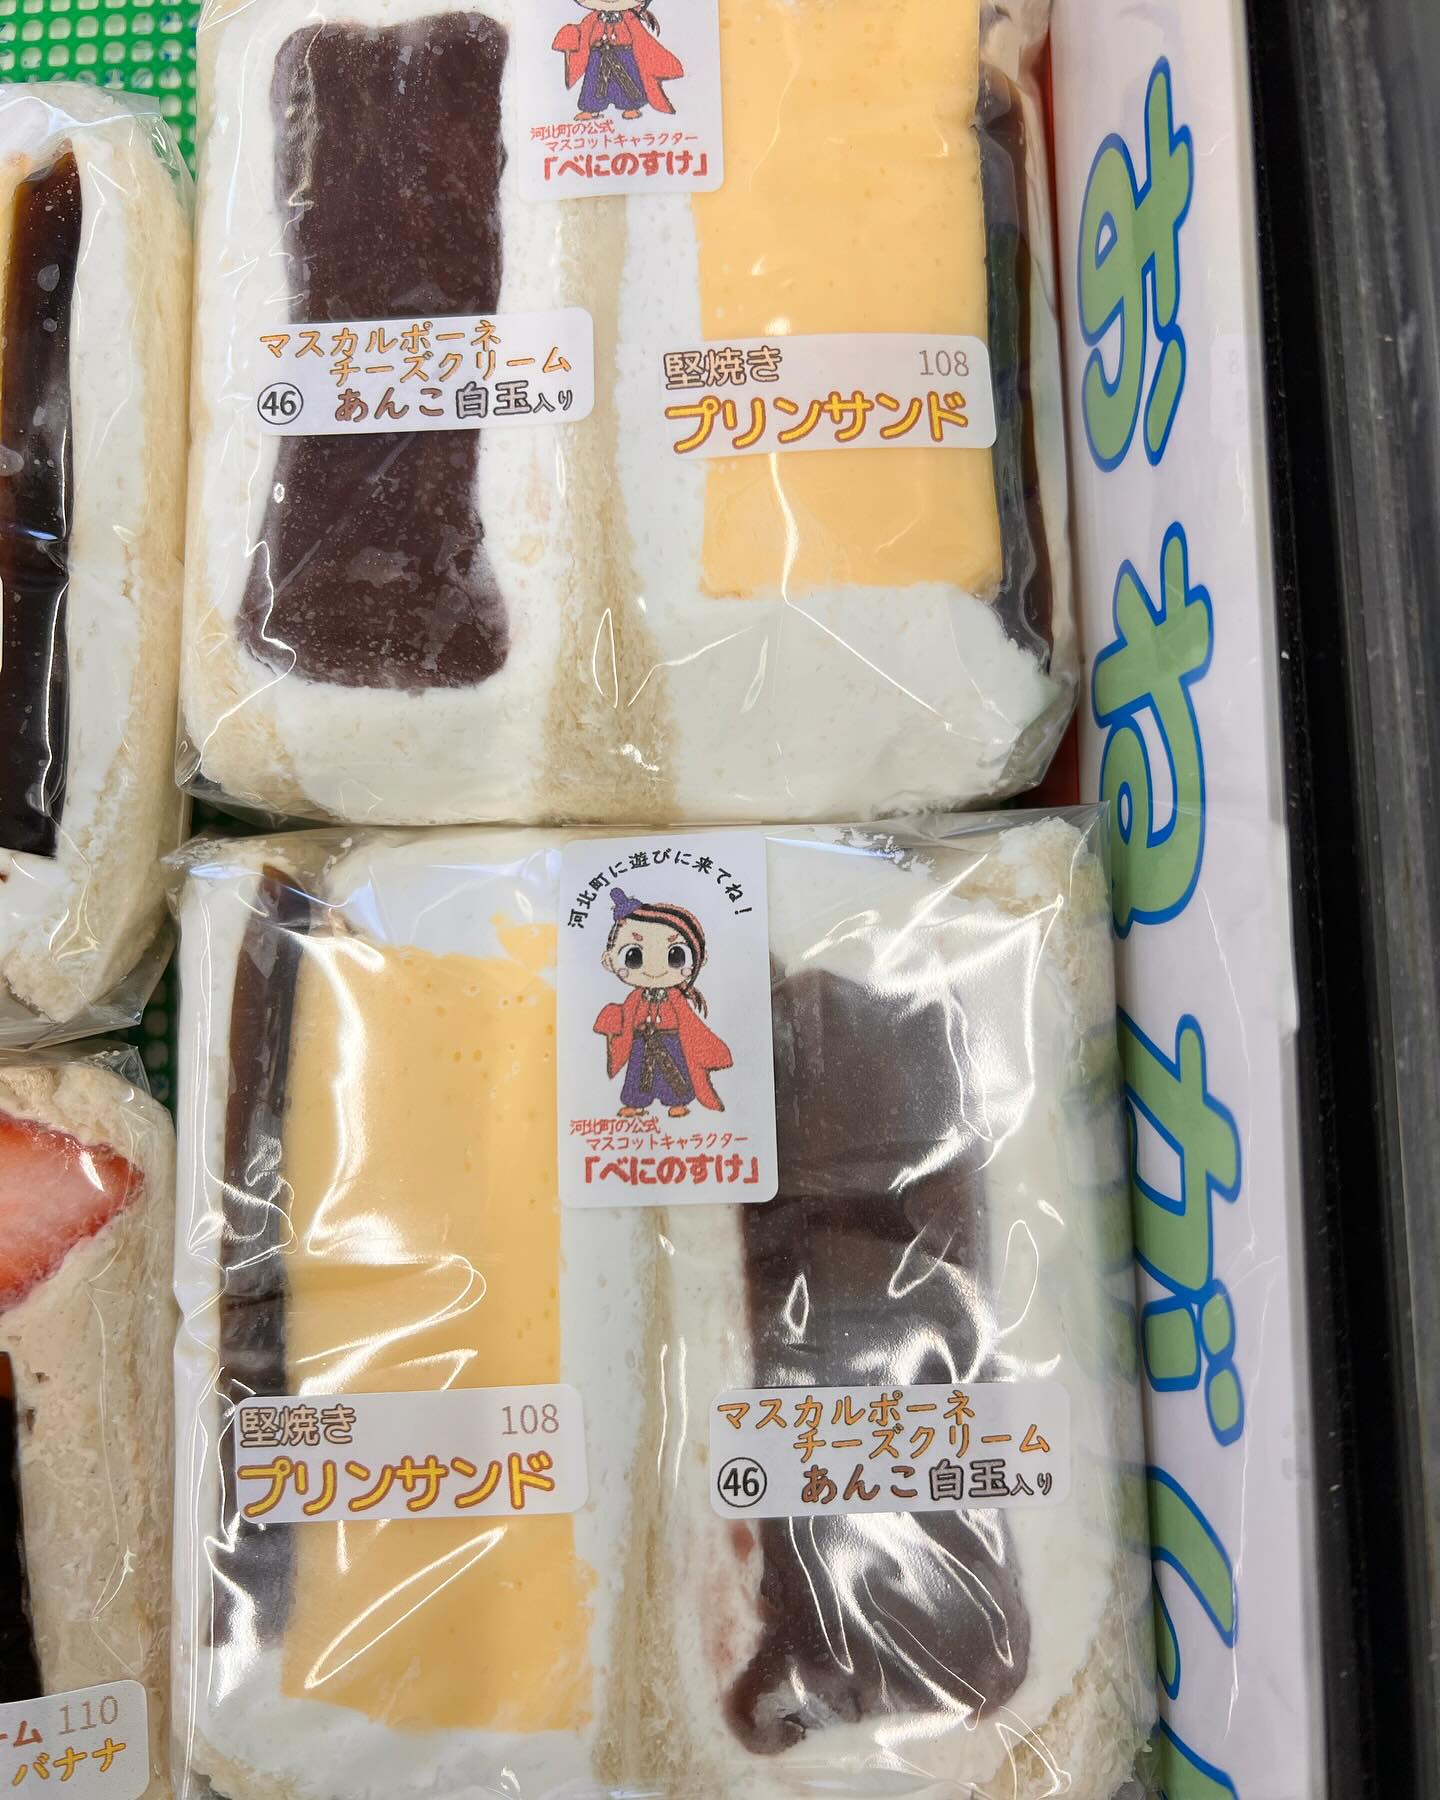 河北町の公式
マスコットキャラクター
「べにのすけ」
マスカルポーネ
チーズクリーム
㊻ あんこ白玉入り
堅焼き 108
プリンサンド
河北町に遊びに来てね!
河北町の公式
マスコットキャラクター
「べにのすけ」
堅焼き 108
プリンサンド
マスカルポーネ
チーズクリーム
㊻ あんこ白玉入り
ーム 110
バナナ